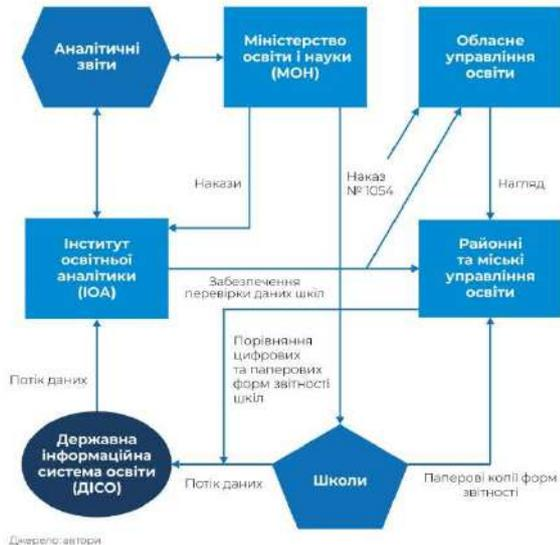 Аналітичні
звіти
Міністерство
освіти і науки
(МОН)
Обласне
управління
освіти
Накази
Наказ
№ 1054
Нагляд
Інститут
освітньої
аналітики
(ІОА)
Забезпечення
перевірки даних шкіл
Районні
та міські
управління
освіти
Порівняння
цифрових
та паперових
форм звітності
шкіл
Потік даних
Державна
інформаційна
система освіти
(ДІСО)
Потік даних
Школи
Паперові копії форм
звітності
Джерело: автори